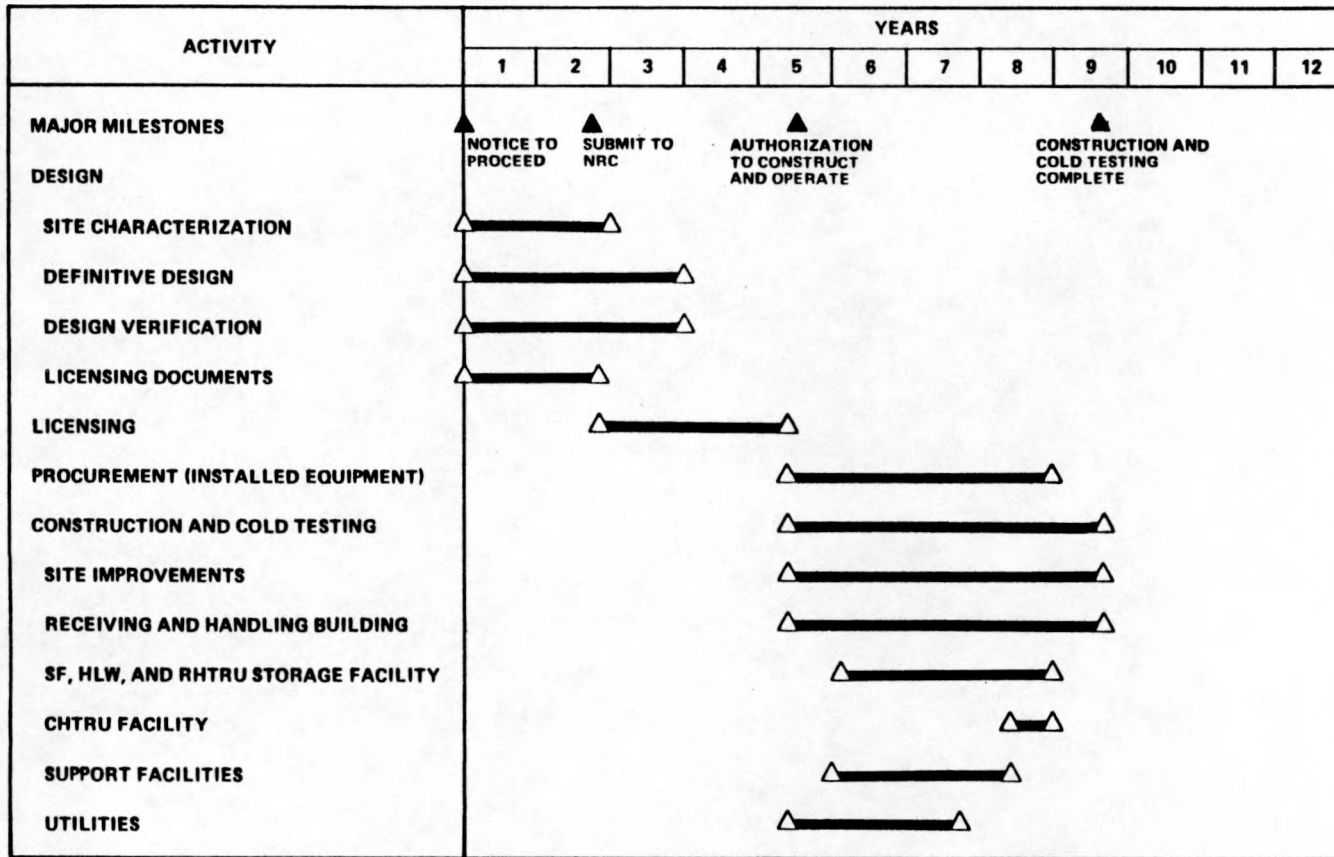 ACTIVITY
YEARS
1 2 3 4 5 6 7 8 9 10 11 12
MAJOR MILESTONES
NOTICE TO
PROCEED
SUBMIT TO
NRC
AUTHORIZATION
TO CONSTRUCT
AND OPERATE
CONSTRUCTION AND
COLD TESTING
COMPLETE
DESIGN
SITE CHARACTERIZATION
DEFINITIVE DESIGN
DESIGN VERIFICATION
LICENSING DOCUMENTS
LICENSING
PROCUREMENT (INSTALLED EQUIPMENT)
CONSTRUCTION AND COLD TESTING
SITE IMPROVEMENTS
RECEIVING AND HANDLING BUILDING
SF, HLW, AND RHTRU STORAGE FACILITY
CHTRU FACILITY
SUPPORT FACILITIES
UTILITIES